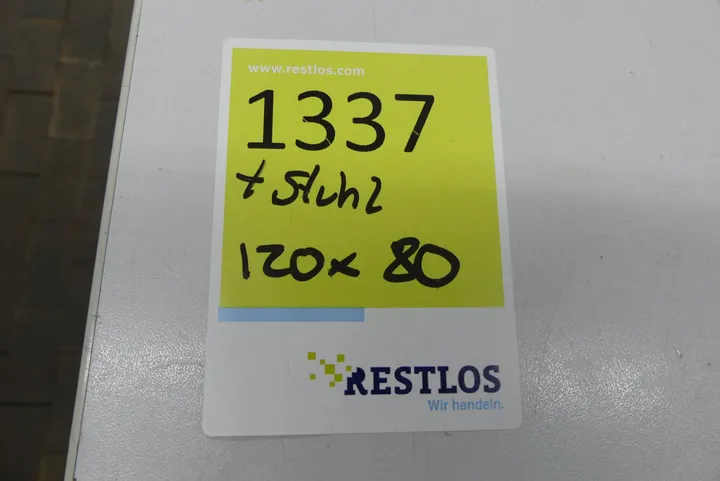 www.restlos.com
1337
+ Stuhl
120x 80
RESTLOS
Wir handeln.